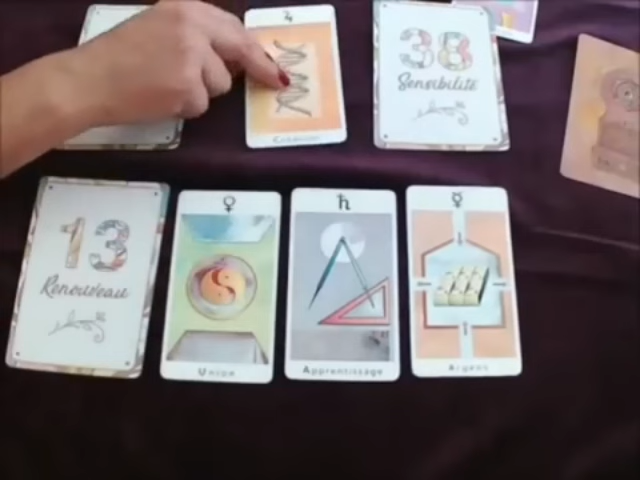 ♃
38
Sensibilité
13
Renouveau
♀
Union
♄
Apprentissage
☿
Argent